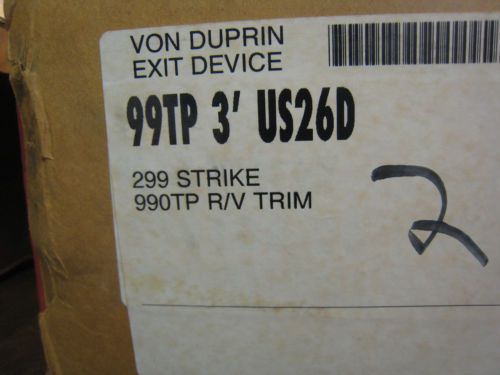 VON DUPRIN
EXIT DEVICE
99TP 3' US26D
299 STRIKE
990TP R/V TRIM
2